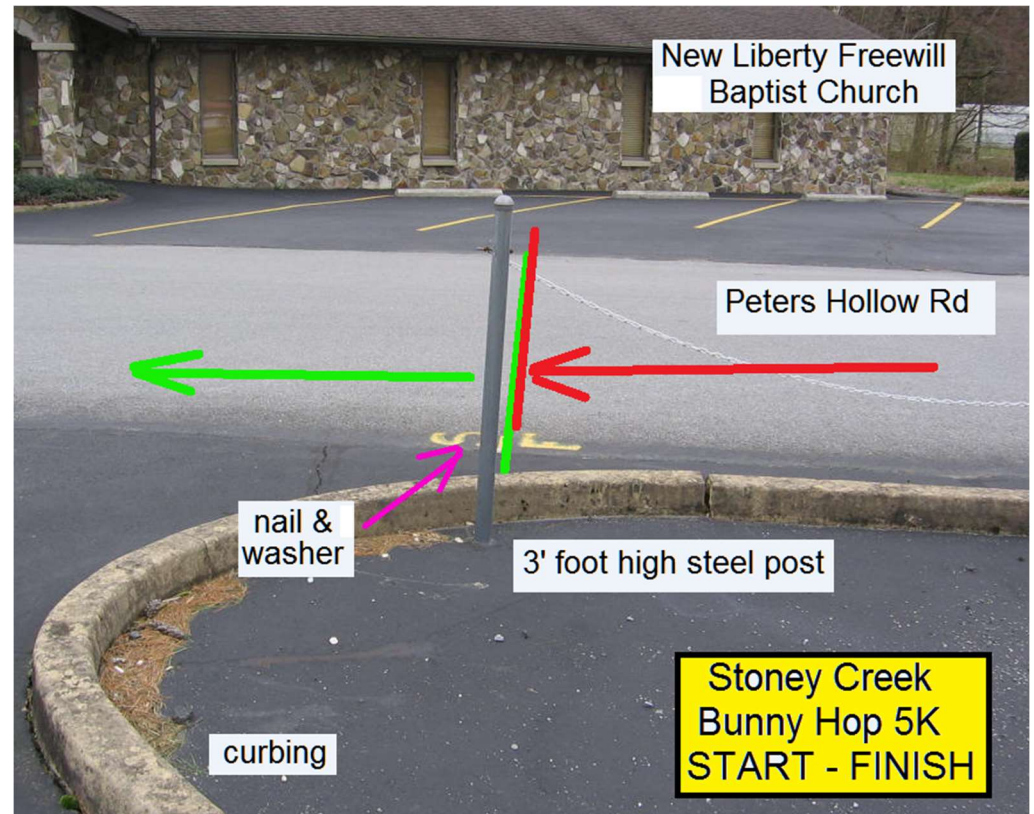 New Liberty Freewill
Baptist Church
Peters Hollow Rd
S F
nail &
washer
3' foot high steel post
curbing
Stoney Creek
Bunny Hop 5K
START - FINISH